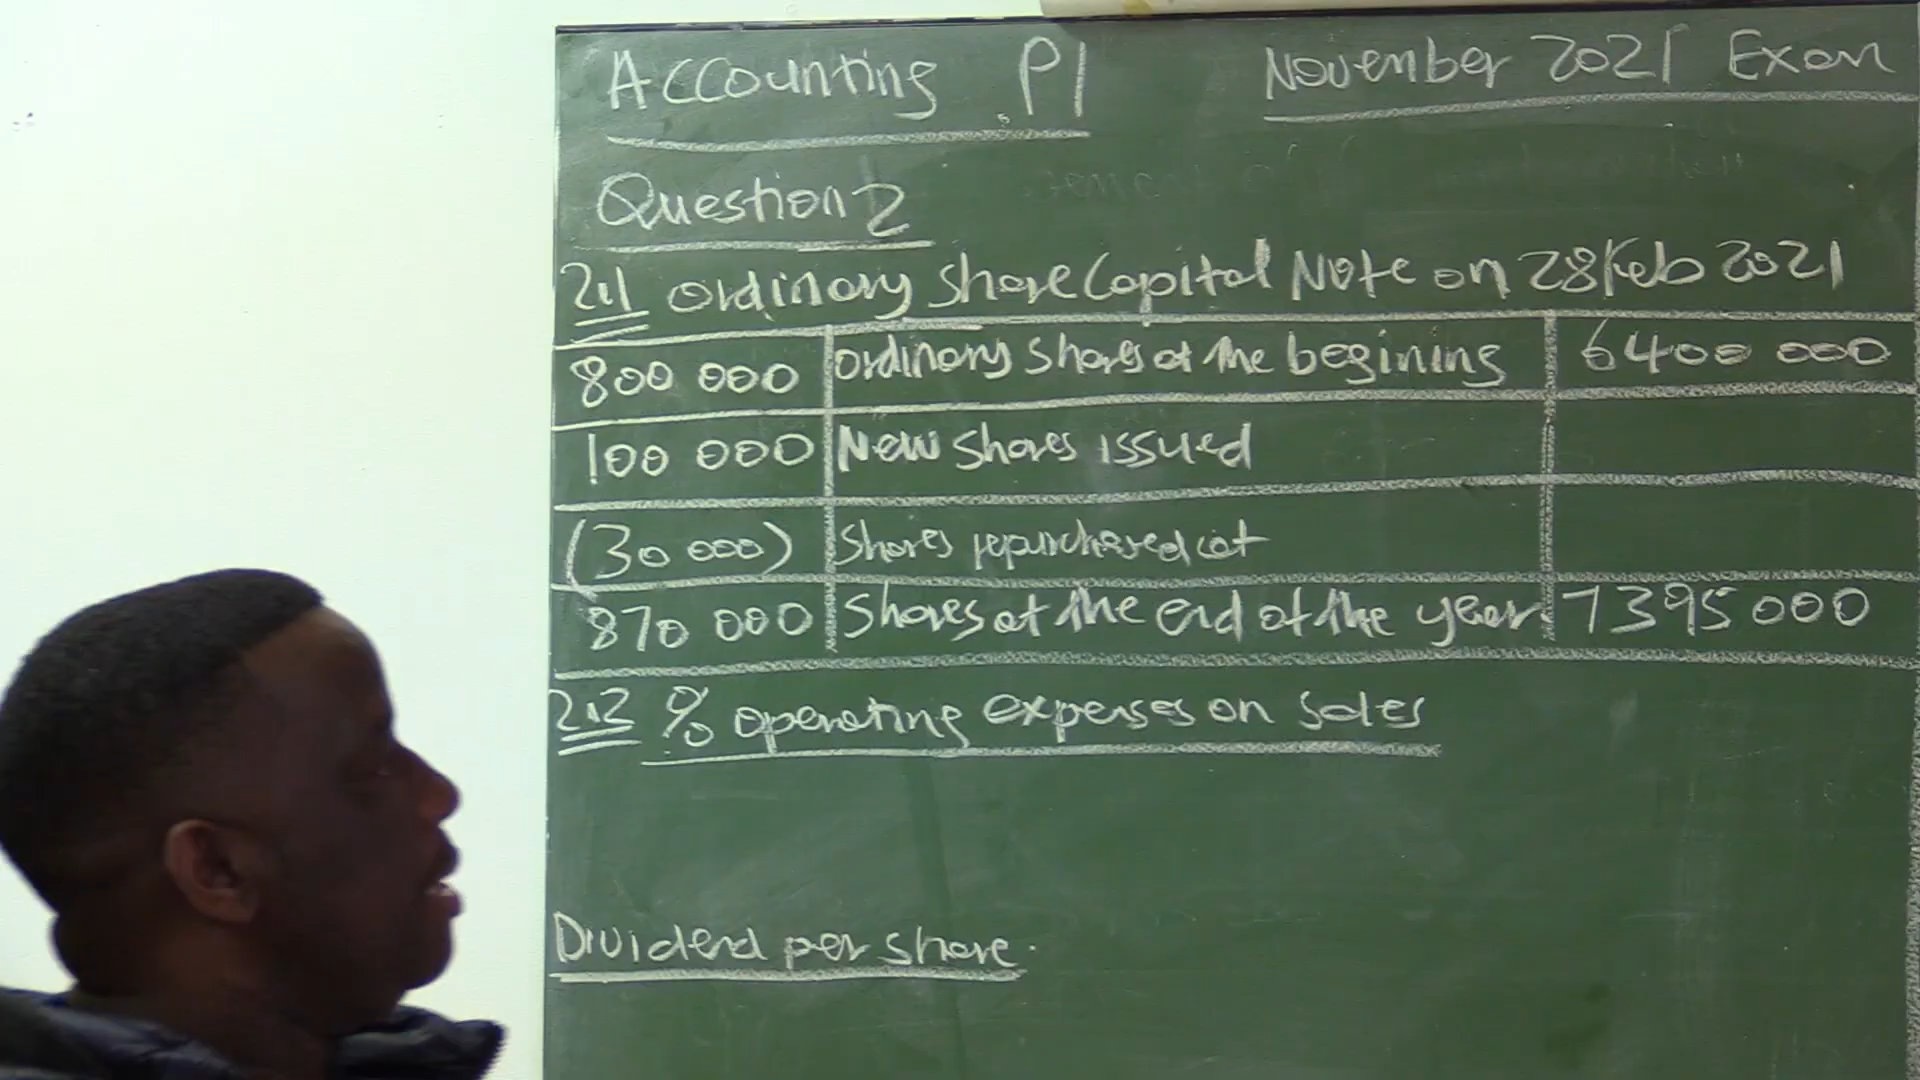 Accounting P1 November 2021 Exam
Question 2
2.1 Ordinary share capital Note on 28 Feb 2021
800 000 ordinary shares at the begining 6400 000
100 000 New shares issued
(30 000) Shares repurchased at
870 000 Shares at the end of the year 7395 000
2.2 % operating expenses on sales
Dividend per share.